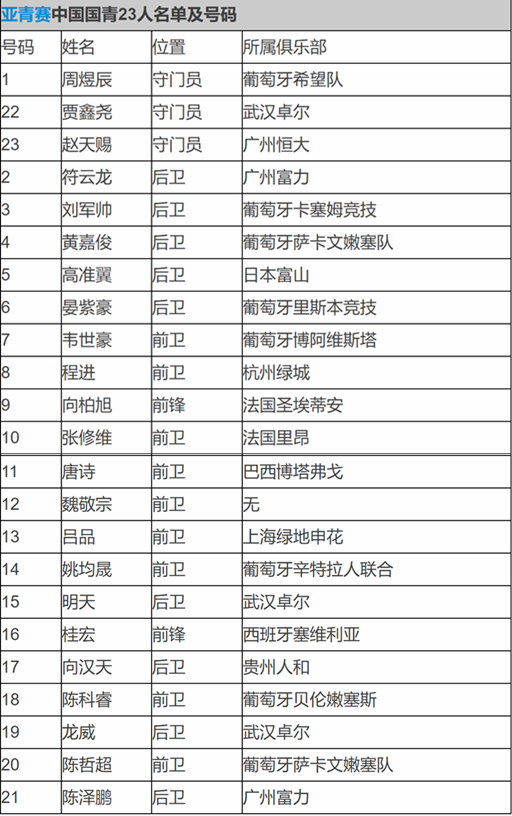 亚青赛中国国青23人名单及号码
号码 姓名 位置 所属俱乐部
1 周煜辰 守门员 葡萄牙希望队
22 贾鑫尧 守门员 武汉卓尔
23 赵天赐 守门员 广州恒大
2 符云龙 后卫 广州富力
3 刘军帅 后卫 葡萄牙卡塞姆竞技
4 黄嘉俊 后卫 葡萄牙萨卡文嫩塞队
5 高准翼 后卫 日本富山
6 晏紫豪 后卫 葡萄牙里斯本竞技
7 韦世豪 前卫 葡萄牙博阿维斯塔
8 程进 前卫 杭州绿城
9 向柏旭 前锋 法国圣埃蒂安
10 张修维 前卫 法国里昂
11 唐诗 前卫 巴西博塔弗戈
12 魏敬宗 前卫 无
13 吕品 前卫 上海绿地申花
14 姚均晟 前卫 葡萄牙辛特拉人联合
15 明天 后卫 武汉卓尔
16 桂宏 前锋 西班牙塞维利亚
17 向汉天 后卫 贵州人和
18 陈科睿 前卫 葡萄牙贝伦嫩塞斯
19 龙威 后卫 武汉卓尔
20 陈哲超 前卫 葡萄牙萨卡文嫩塞队
21 陈泽鹏 后卫 广州富力